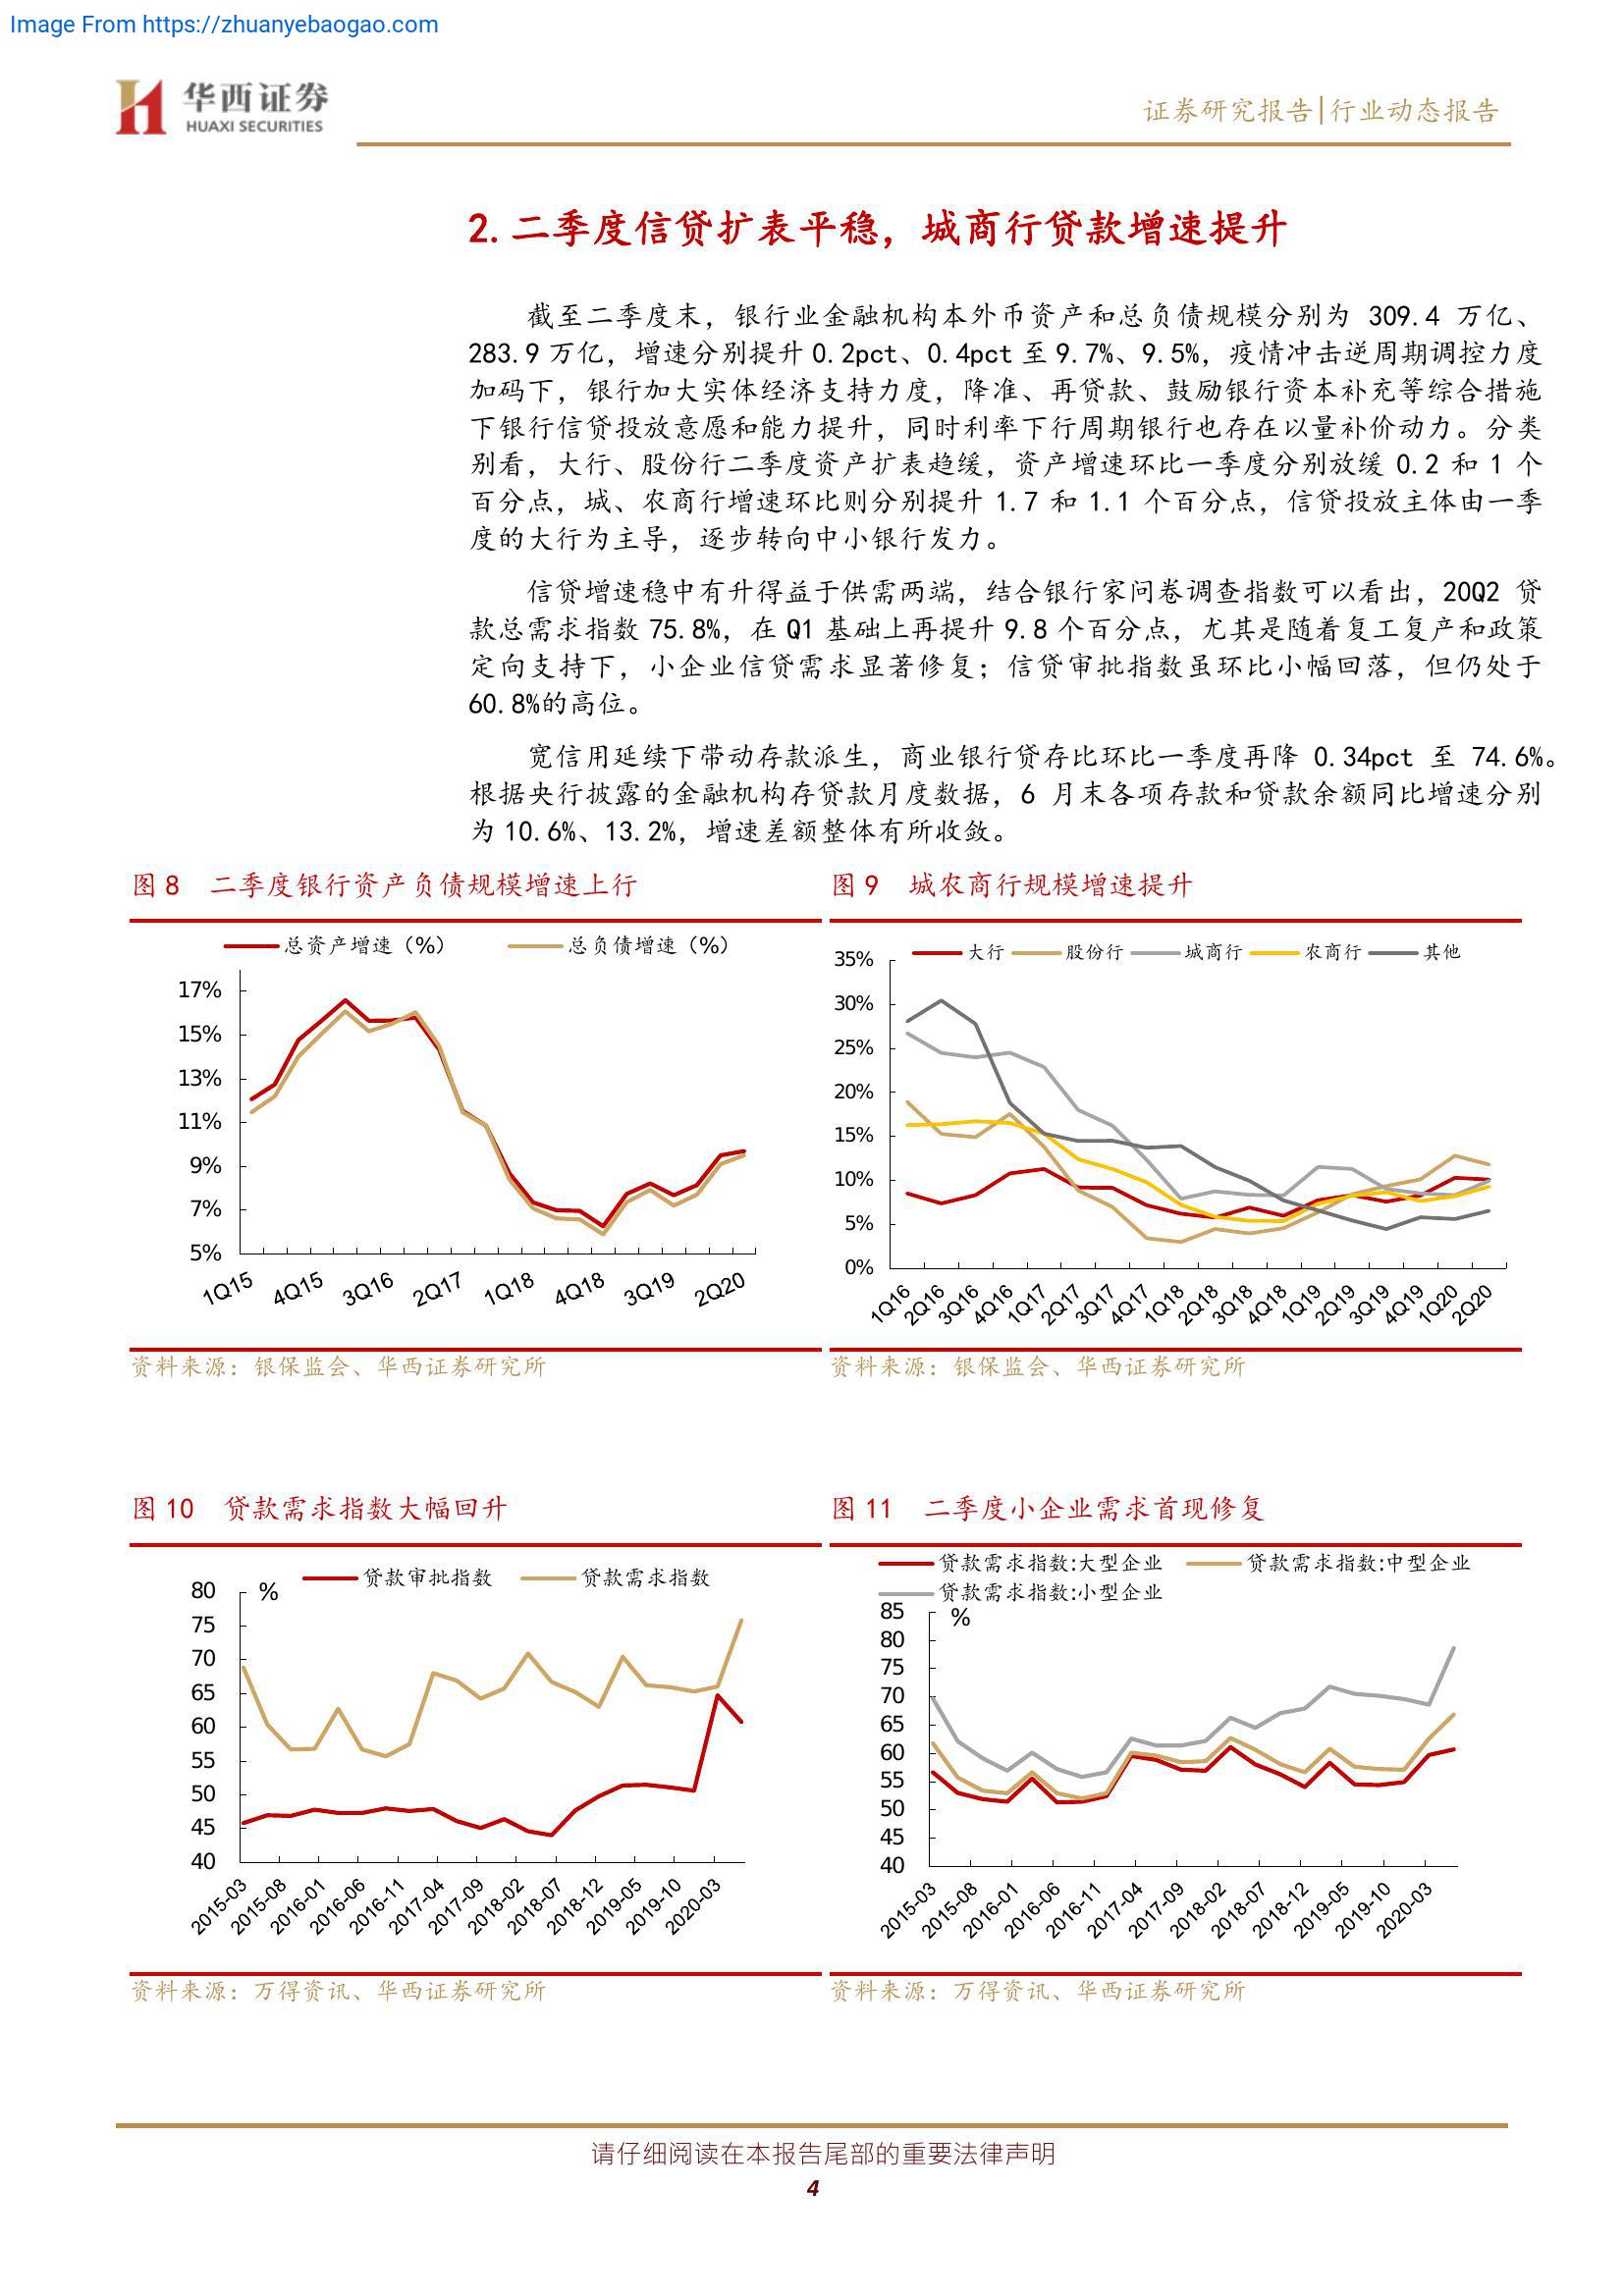 Image From https://zhuanyebaogao.com
华西证券
HUAXI SECURITIES
证券研究报告|行业动态报告
2.二季度信贷扩表平稳，城商行贷款增速提升
截至二季度末，银行业金融机构本外币资产和总负债规模分别为 309.4 万亿、
283.9 万亿，增速分别提升 0.2pct、0.4pct 至 9.7%、9.5%，疫情冲击逆周期调控力度
加码下，银行加大实体经济支持力度，降准、再贷款、鼓励银行资本补充等综合措施
下银行信贷投放意愿和能力提升，同时利率下行周期银行也存在以量补价动力。分类
别看，大行、股份行二季度资产扩表趋缓，资产增速环比一季度分别放缓 0.2 和 1 个
百分点，城、农商行增速环比则分别提升 1.7 和 1.1 个百分点，信贷投放主体由一季
度的大行为主导，逐步转向中小银行发力。
信贷增速稳中有升得益于供需两端，结合银行家问卷调查指数可以看出，20Q2 贷
款总需求指数 75.8%，在 Q1 基础上再提升 9.8 个百分点，尤其是随着复工复产和政策
定向支持下，小企业信贷需求显著修复；信贷审批指数虽环比小幅回落，但仍处于
60.8%的高位。
宽信用延续下带动存款派生，商业银行贷存比环比一季度再降 0.34pct 至 74.6%。
根据央行披露的金融机构存贷款月度数据，6 月末各项存款和贷款余额同比增速分别
为 10.6%、13.2%，增速差额整体有所收敛。
图 8 二季度银行资产负债规模增速上行
总资产增速（%） 总负债增速（%）
17%
15%
13%
11%
9%
7%
5%
1Q15 4Q15 3Q16 2Q17 1Q18 4Q18 3Q19 2Q20
资料来源：银保监会、华西证券研究所
图 9 城农商行规模增速提升
大行 股份行 城商行 农商行 其他
35%
30%
25%
20%
15%
10%
5%
0%
1Q16 2Q16 3Q16 4Q16 1Q17 2Q17 3Q17 4Q17 1Q18 2Q18 3Q18 4Q18 1Q19 2Q19 3Q19 4Q19 1Q20 2Q20
资料来源：银保监会、华西证券研究所
图 10 贷款需求指数大幅回升
贷款审批指数 贷款需求指数
%
80
75
70
65
60
55
50
45
40
2015-03 2015-08 2016-01 2016-06 2016-11 2017-04 2017-09 2018-02 2018-07 2018-12 2019-05 2019-10 2020-03
资料来源：万得资讯、华西证券研究所
图 11 二季度小企业需求首现修复
贷款需求指数:大型企业 贷款需求指数:中型企业
贷款需求指数:小型企业
%
85
80
75
70
65
60
55
50
45
40
2015-03 2015-08 2016-01 2016-06 2016-11 2017-04 2017-09 2018-02 2018-07 2018-12 2019-05 2019-10 2020-03
资料来源：万得资讯、华西证券研究所
请仔细阅读在本报告尾部的重要法律声明
4